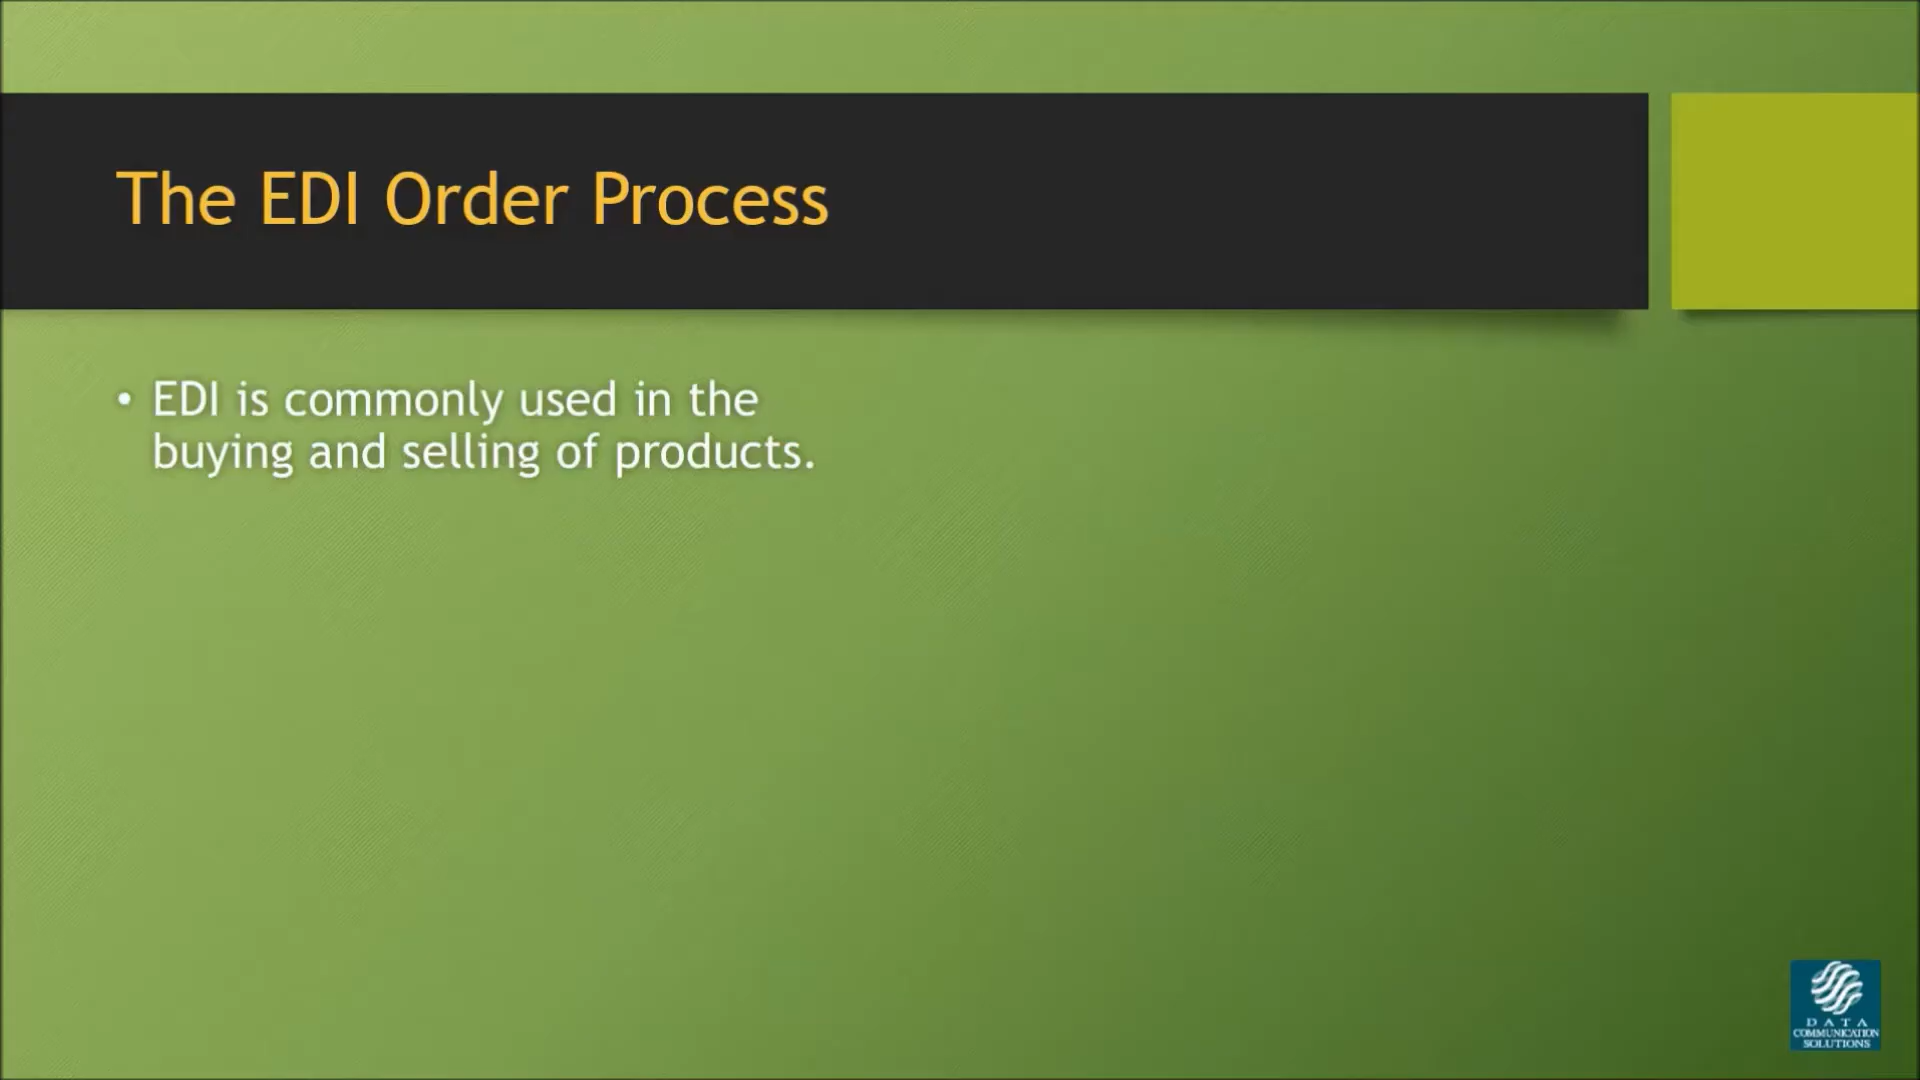 The EDI Order Process
• EDI is commonly used in the
buying and selling of products.
DATA
COMMUNICATION
SOLUTIONS